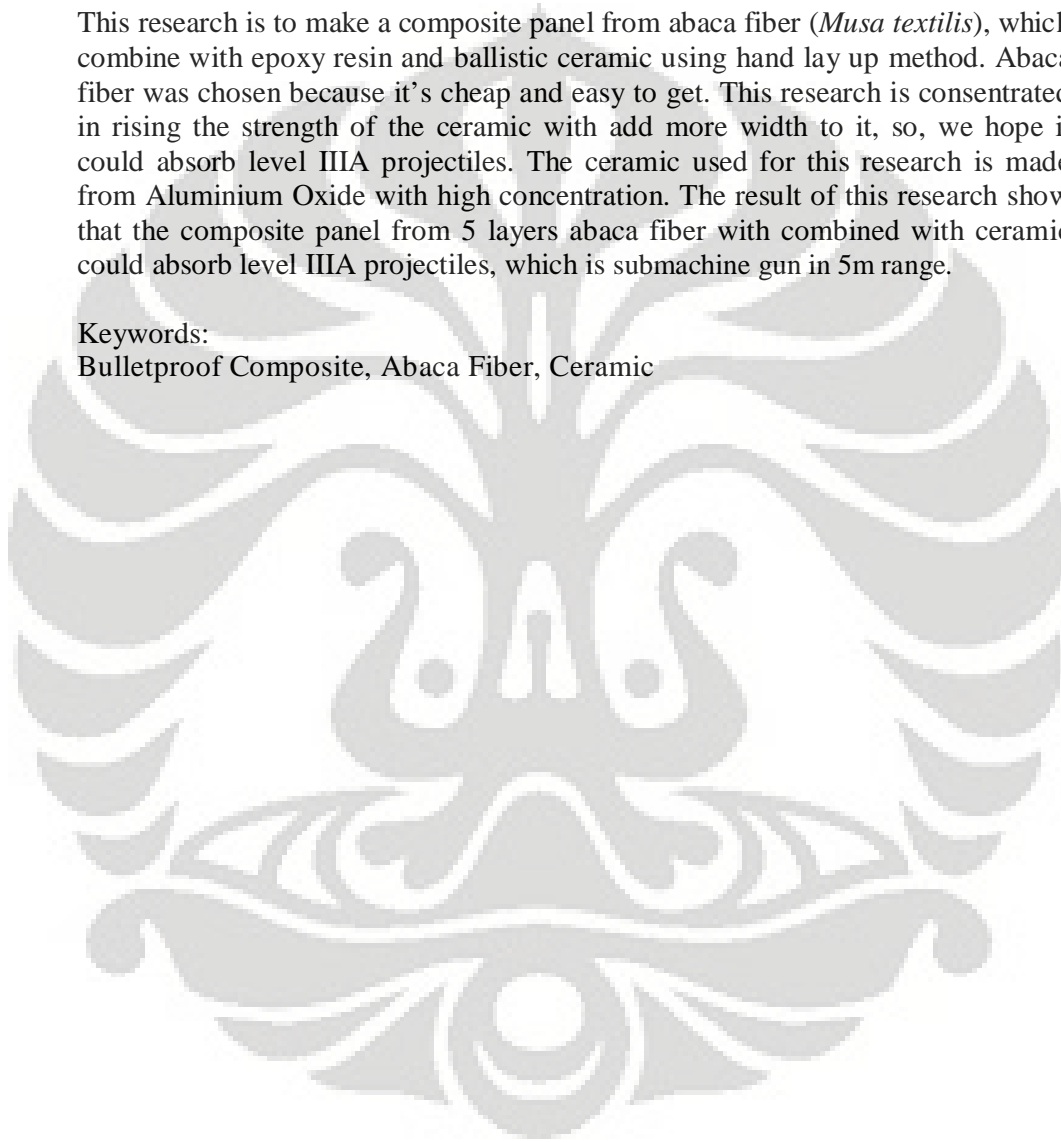 This research is to make a composite panel from abaca fiber (Musa textilis), which
combine with epoxy resin and ballistic ceramic using hand lay up method. Abaca
fiber was chosen because it's cheap and easy to get. This research is consentrated
in rising the strength of the ceramic with add more width to it, so, we hope i
could absorb level IIIA projectiles. The ceramic used for this research is made
from Aluminium Oxide with high concentration. The result of this research show
that the composite panel from 5 layers abaca fiber with combined with ceramic
could absorb level IIIA projectiles, which is submachine gun in 5m range.
Keywords:
Bulletproof Composite, Abaca Fiber, Ceramic